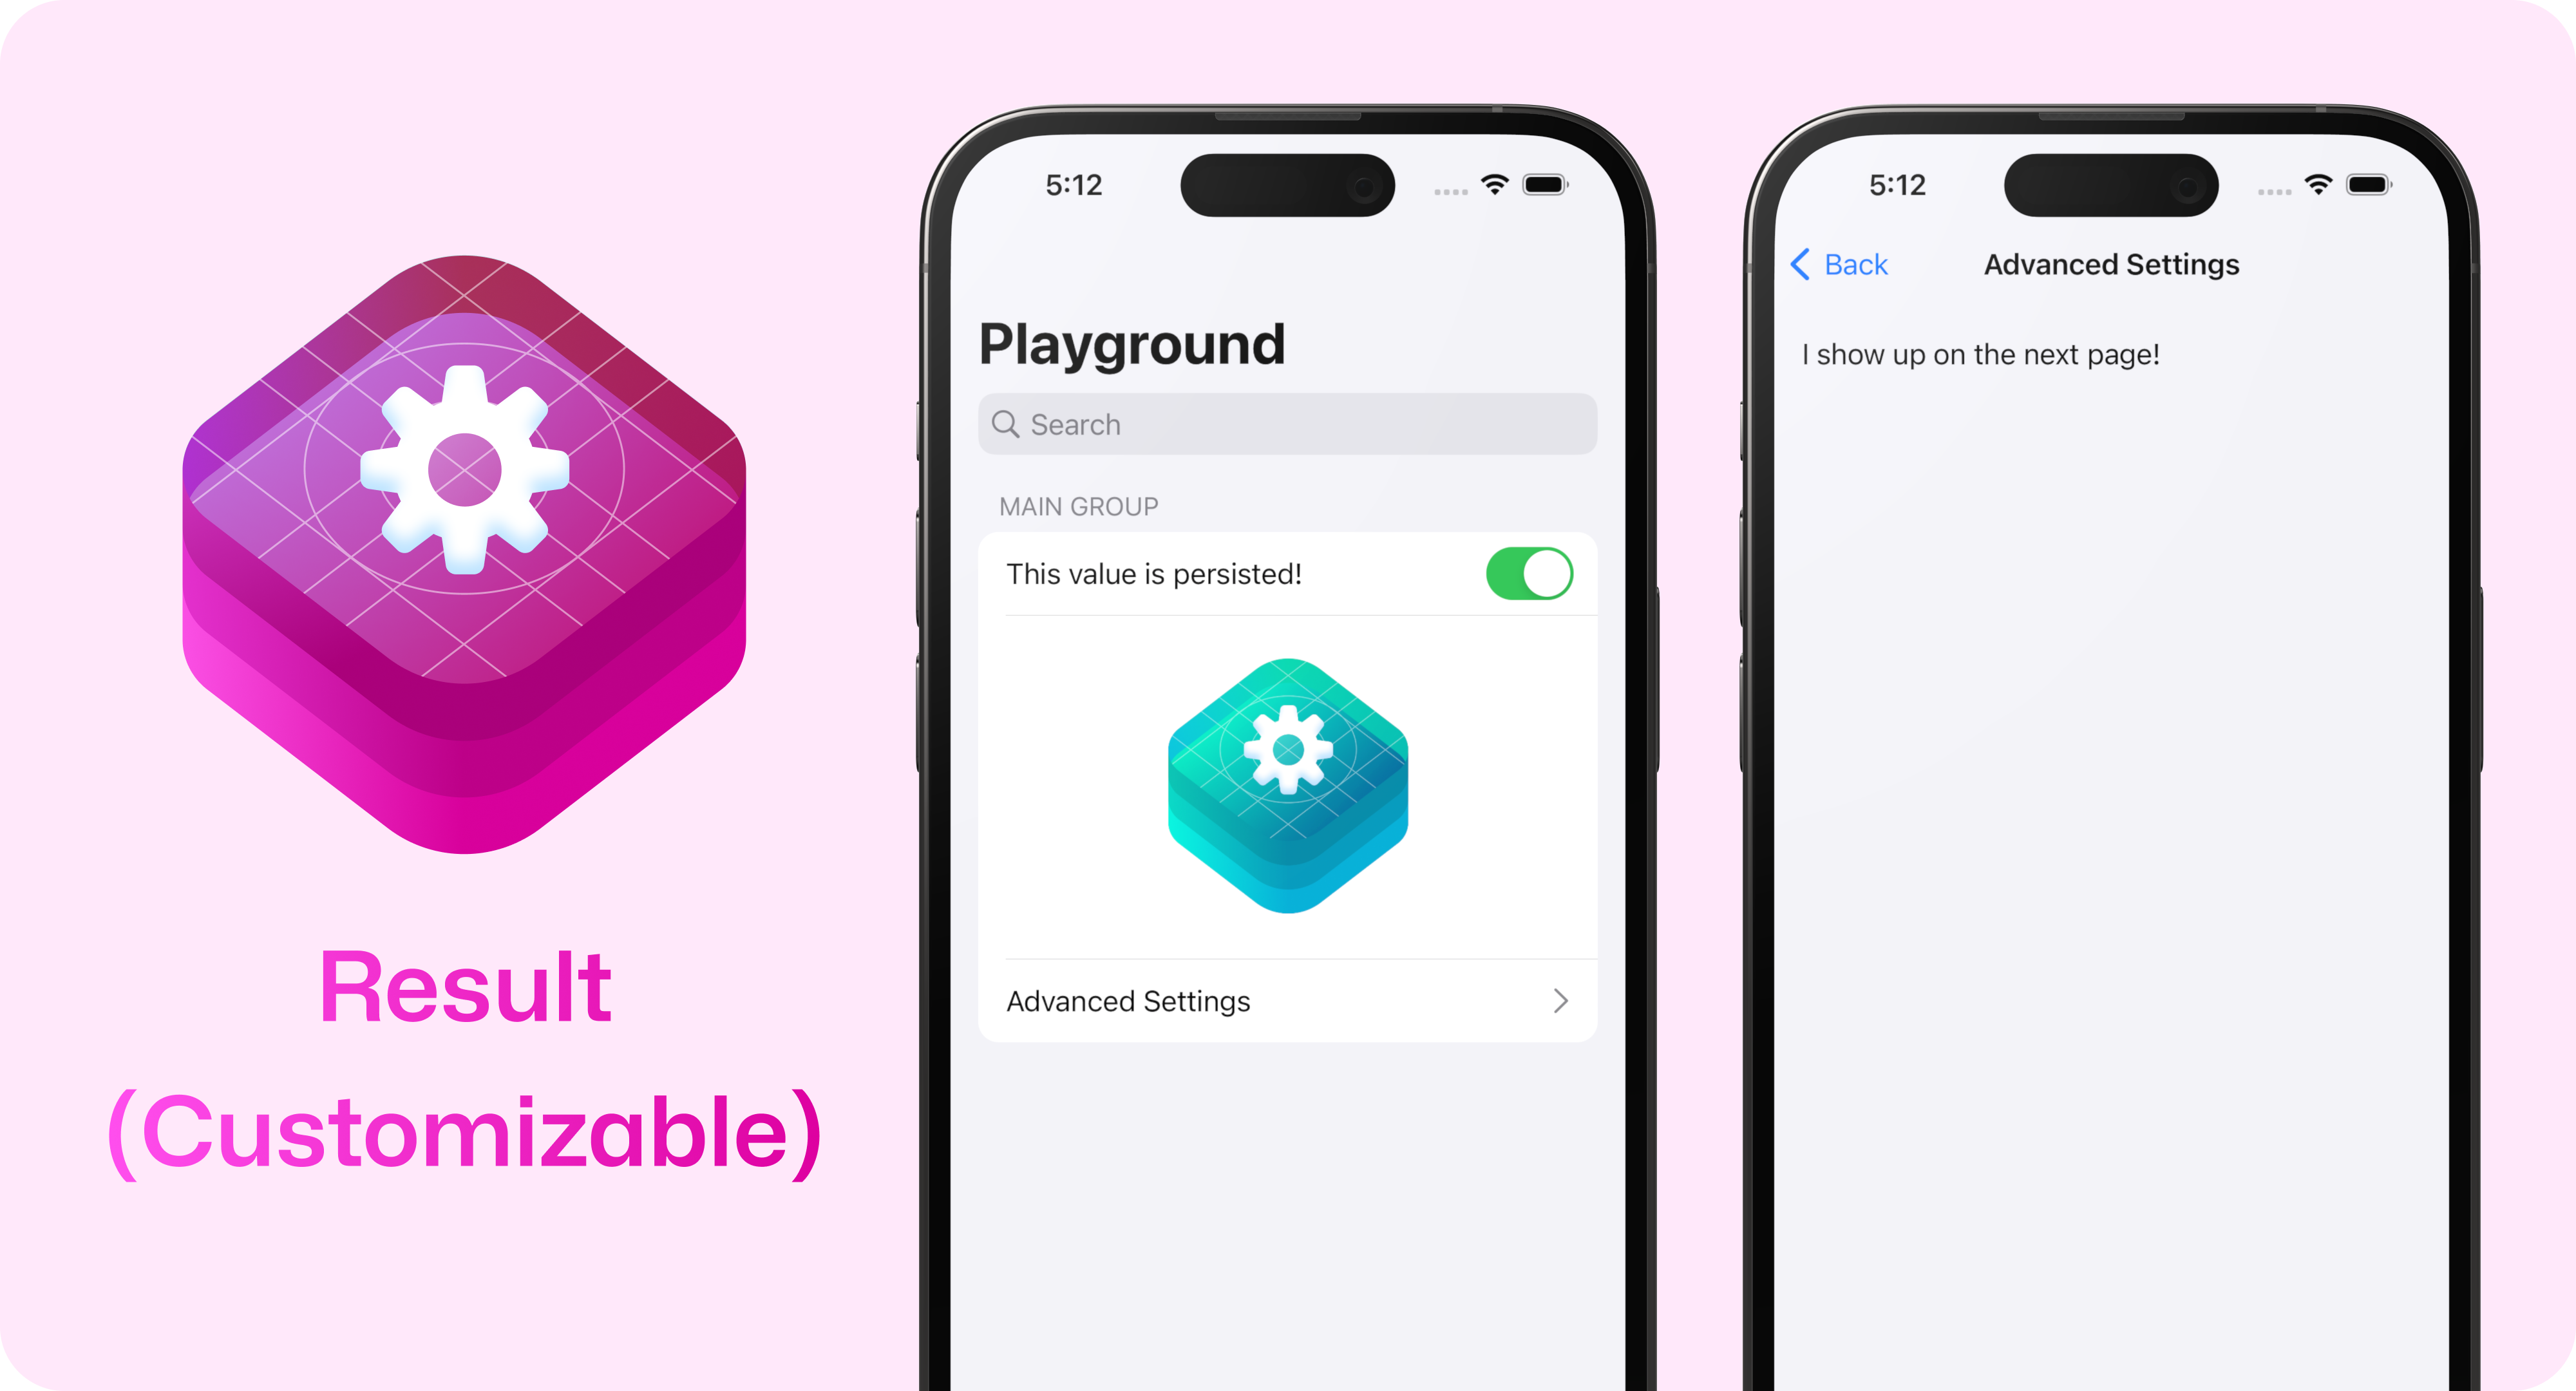 Result
(Customizable)
5:12
Playground
Search
MAIN GROUP
This value is persisted!
Advanced Settings
5:12
Back
Advanced Settings
I show up on the next page!